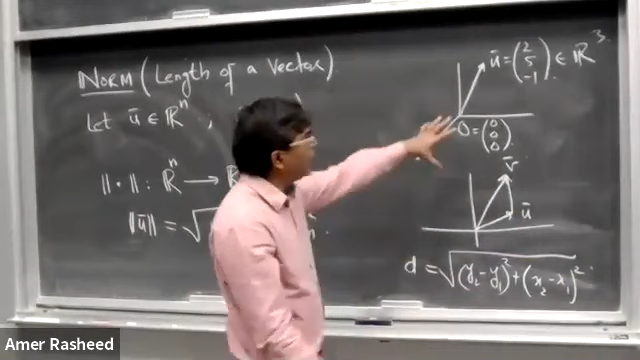 NORM (Length of a Vector)
Let ū ∈ ℝⁿ ;
‖•‖ : ℝⁿ → ℝ
‖ū‖ = √
ū = (2 5 -1) ∈ ℝ³.
0 = (0 0 0)
v̄
ū
d = √(y₂-y₁)² + (x₂-x₁)²
Amer Rasheed